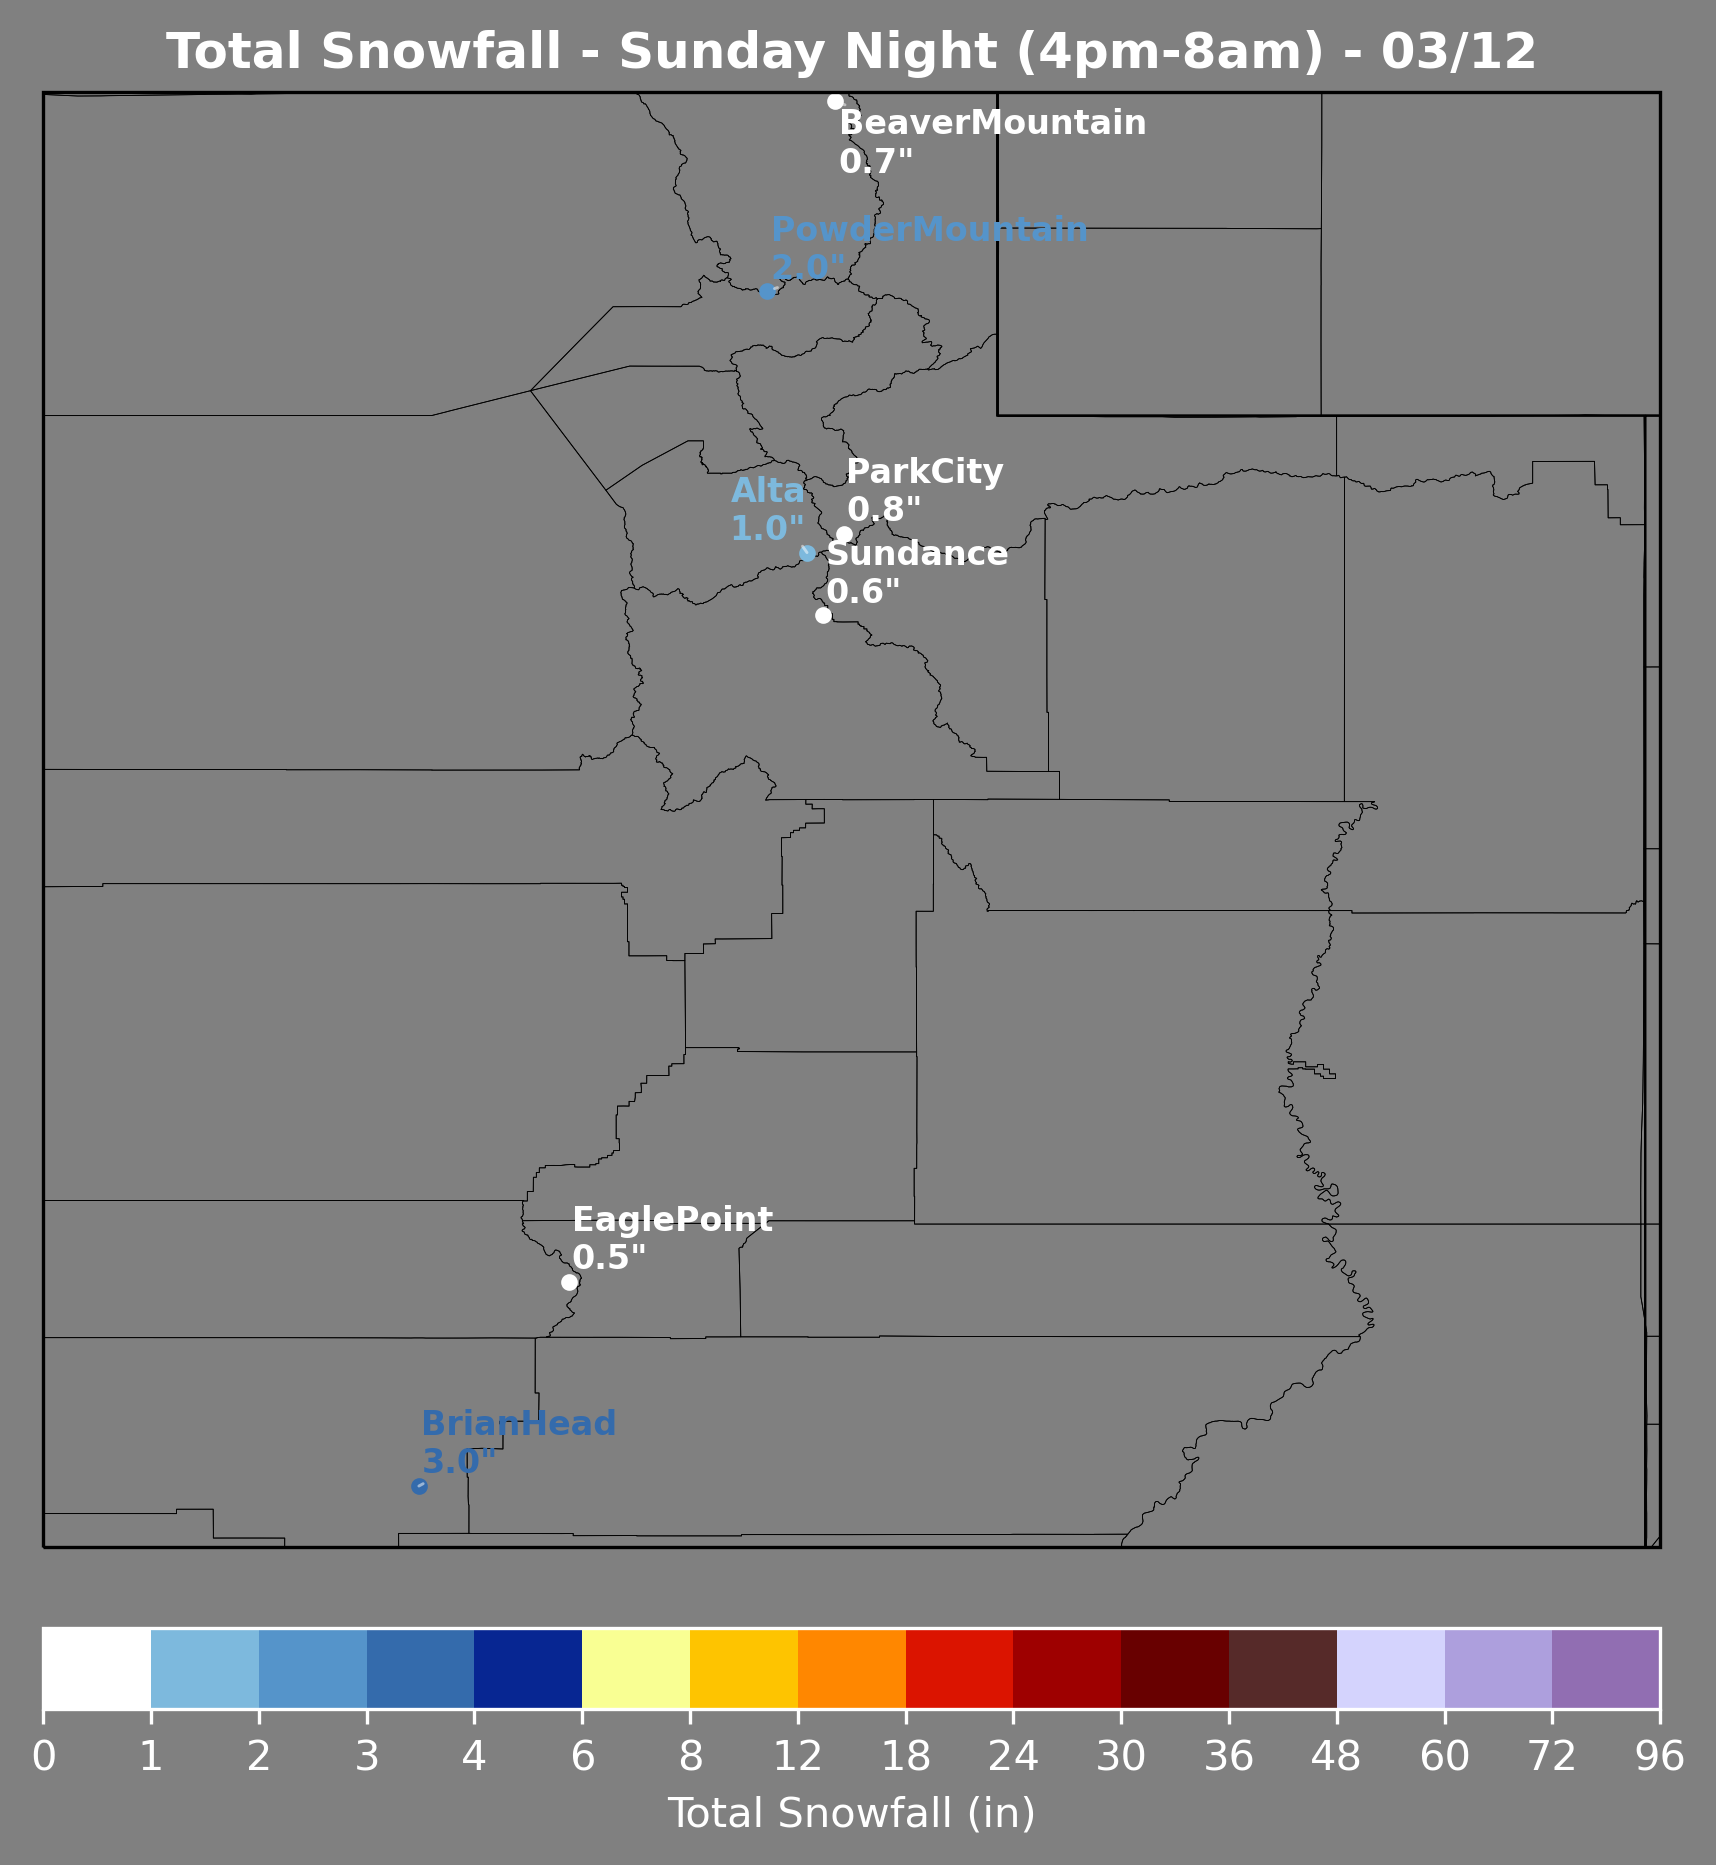 Total Snowfall - Sunday Night (4pm-8am) - 03/12
BeaverMountain
0.7"
PowderMountain
2.0"
ParkCity
0.8"
Alta
1.0"
Sundance
0.6"
EaglePoint
0.5"
BrianHead
3.0"
0 1 2 3 4 6 8 12 18 24 30 36 48 60 72 96
Total Snowfall (in)